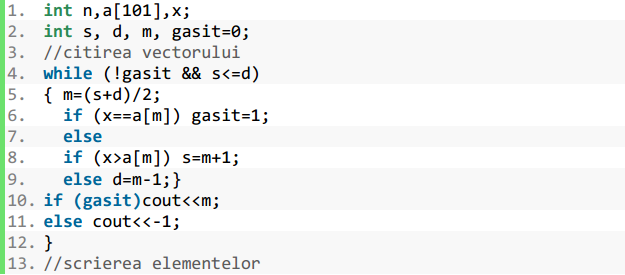 1. int n,a[101],x;
2. int s, d, m, gasit=0;
3. //citirea vectorului
4. while (!gasit && s<=d)
5. { m=(s+d)/2;
6. if (x==a[m]) gasit=1;
7. else
8. if (x>a[m]) s=m+1;
9. else d=m-1;}
10. if (gasit)cout<<m;
11. else cout<<-1;
12. }
13. //scrierea elementelor